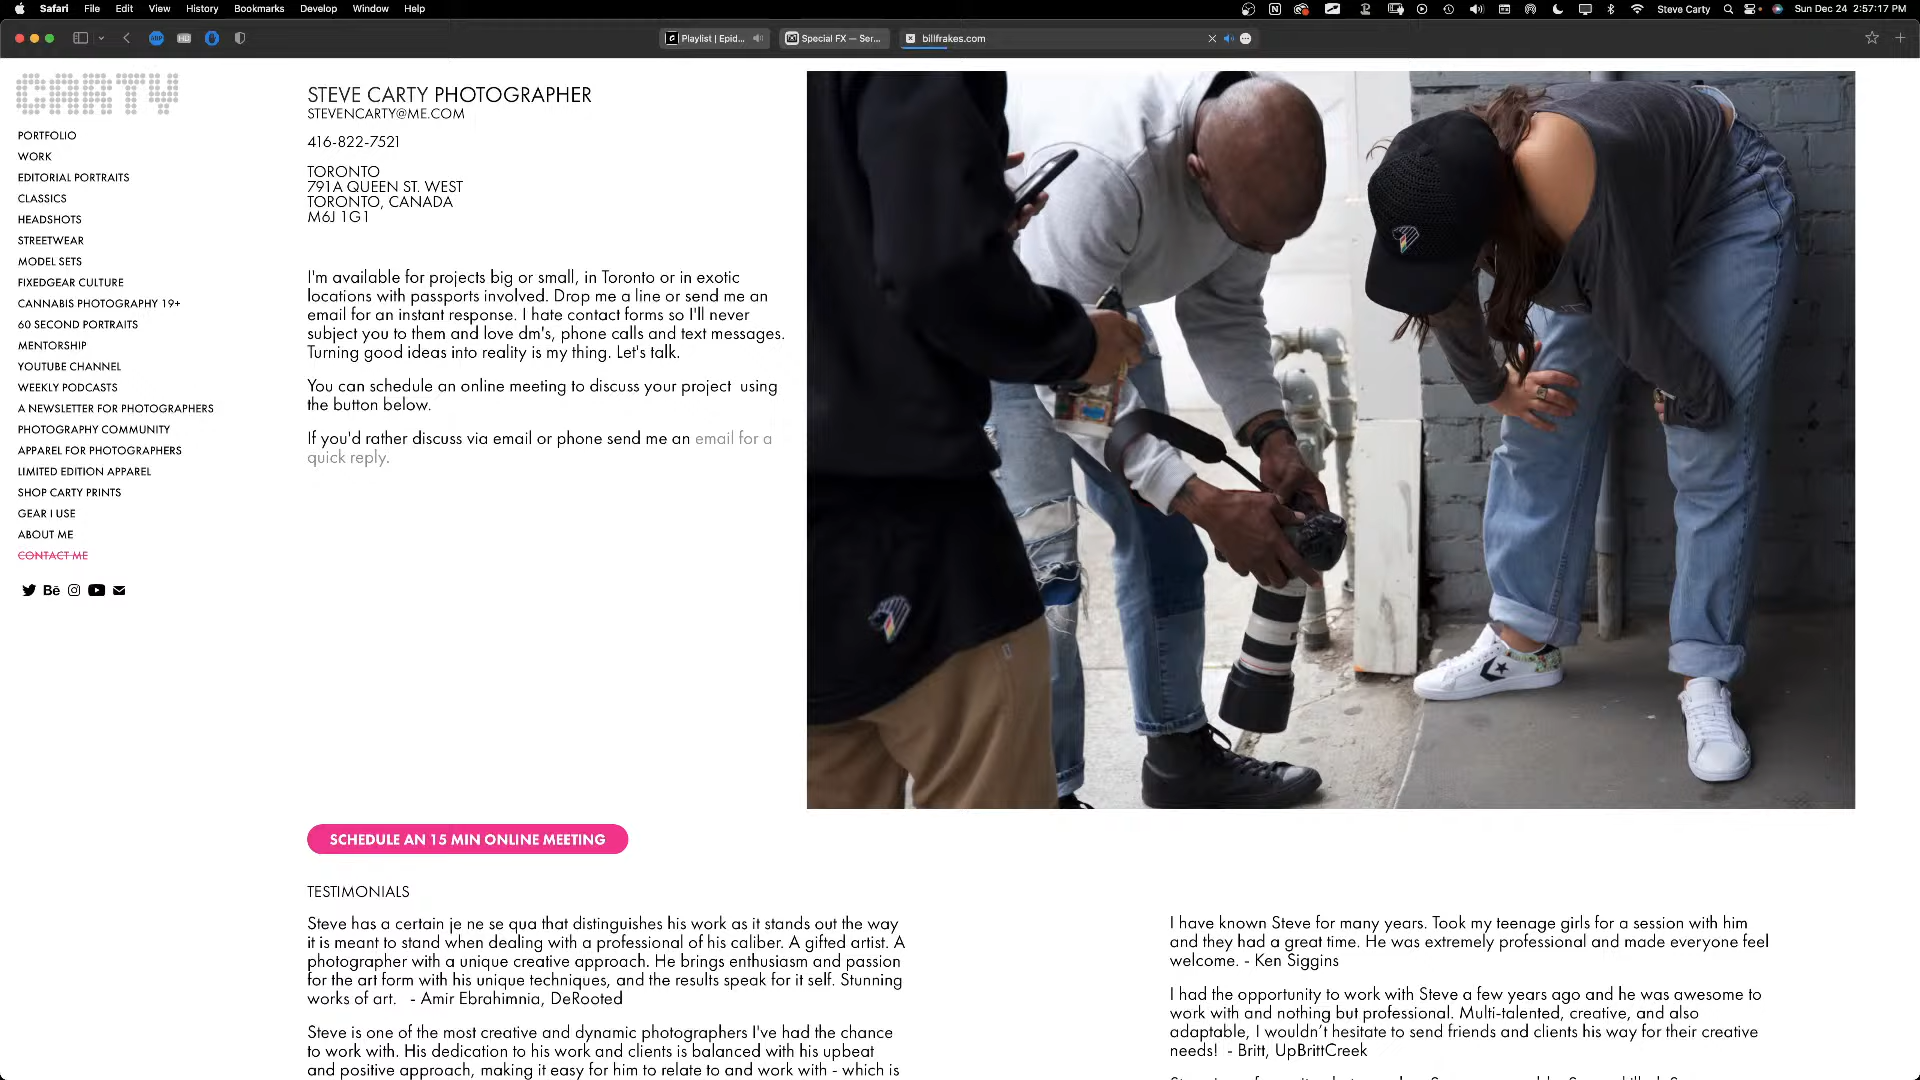 Safari File Edit View History Bookmarks Develop Window Help
Steve Carty Sun Dec 24 2:57:17 PM
Playlist | Epid...
Special FX — Ser...
billfrakes.com
CARTY
PORTFOLIO
WORK
EDITORIAL PORTRAITS
CLASSICS
HEADSHOTS
STREETWEAR
MODEL SETS
FIXEDGEAR CULTURE
CANNABIS PHOTOGRAPHY 19+
60 SECOND PORTRAITS
MENTORSHIP
YOUTUBE CHANNEL
WEEKLY PODCASTS
A NEWSLETTER FOR PHOTOGRAPHERS
PHOTOGRAPHY COMMUNITY
APPAREL FOR PHOTOGRAPHERS
LIMITED EDITION APPAREL
SHOP CARTY PRINTS
GEAR I USE
ABOUT ME
CONTACT ME
STEVE CARTY PHOTOGRAPHER
STEVENCARTY@ME.COM
416-822-7521
TORONTO
791A QUEEN ST. WEST
TORONTO, CANADA
M6J 1G1
I'm available for projects big or small, in Toronto or in exotic
locations with passports involved. Drop me a line or send me an
email for an instant response. I hate contact forms so I'll never
subject you to them and love dm's, phone calls and text messages.
Turning good ideas into reality is my thing. Let's talk.
You can schedule an online meeting to discuss your project using
the button below.
If you'd rather discuss via email or phone send me an email for a
quick reply.
SCHEDULE AN 15 MIN ONLINE MEETING
TESTIMONIALS
Steve has a certain je ne se qua that distinguishes his work as it stands out the way
it is meant to stand when dealing with a professional of his caliber. A gifted artist. A
photographer with a unique creative approach. He brings enthusiasm and passion
for the art form with his unique techniques, and the results speak for it self. Stunning
works of art. - Amir Ebrahimnia, DeRooted
Steve is one of the most creative and dynamic photographers I've had the chance
to work with. His dedication to his work and clients is balanced with his upbeat
and positive approach, making it easy for him to relate to and work with - which is
I have known Steve for many years. Took my teenage girls for a session with him
and they had a great time. He was extremely professional and made everyone feel
welcome. - Ken Siggins
I had the opportunity to work with Steve a few years ago and he was awesome to
work with and nothing but professional. Multi-talented, creative, and also
adaptable, I wouldn't hesitate to send friends and clients his way for their creative
needs! - Britt, UpBrittCreek